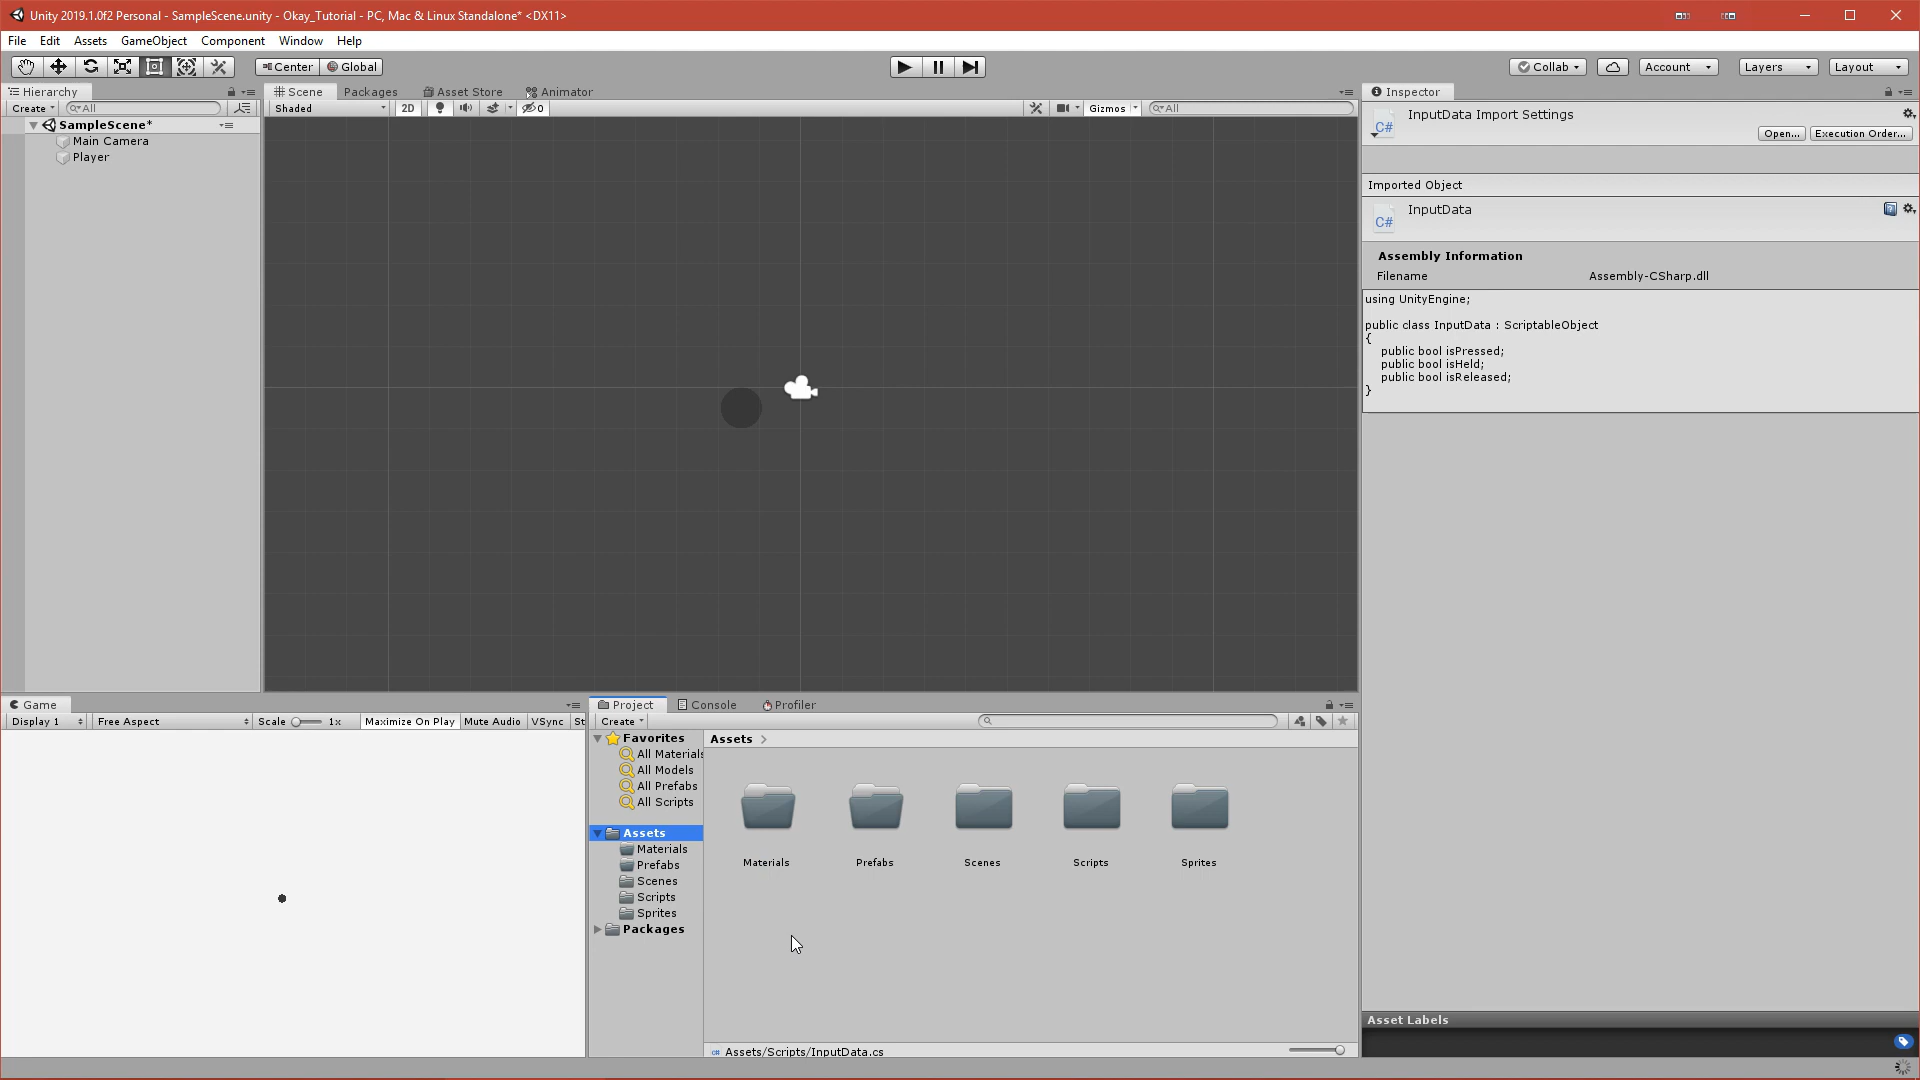 Unity 2019.1.0f2 Personal - SampleScene.unity - Okay_Tutorial - PC, Mac & Linux Standalone* <DX11>
File Edit Assets GameObject Component Window Help
Center Global Collab Account Layers Layout
Hierarchy
Create All
SampleScene*
Main Camera
Player
Scene Packages Asset Store Animator
Shaded 2D 0 Gizmos All
Inspector
InputData Import Settings
C#
Open... Execution Order...
Imported Object
InputData
C#
Assembly Information
Filename Assembly-CSharp.dll
using UnityEngine;
public class InputData : ScriptableObject
{
public bool isPressed;
public bool isHeld;
public bool isReleased;
}
Game
Display 1 Free Aspect Scale 1x Maximize On Play Mute Audio VSync St
Project Console Profiler
Create
Favorites
All Materials
All Models
All Prefabs
All Scripts
Assets
Materials
Prefabs
Scenes
Scripts
Sprites
Packages
Assets
Materials Prefabs Scenes Scripts Sprites
Assets/Scripts/InputData.cs
Asset Labels